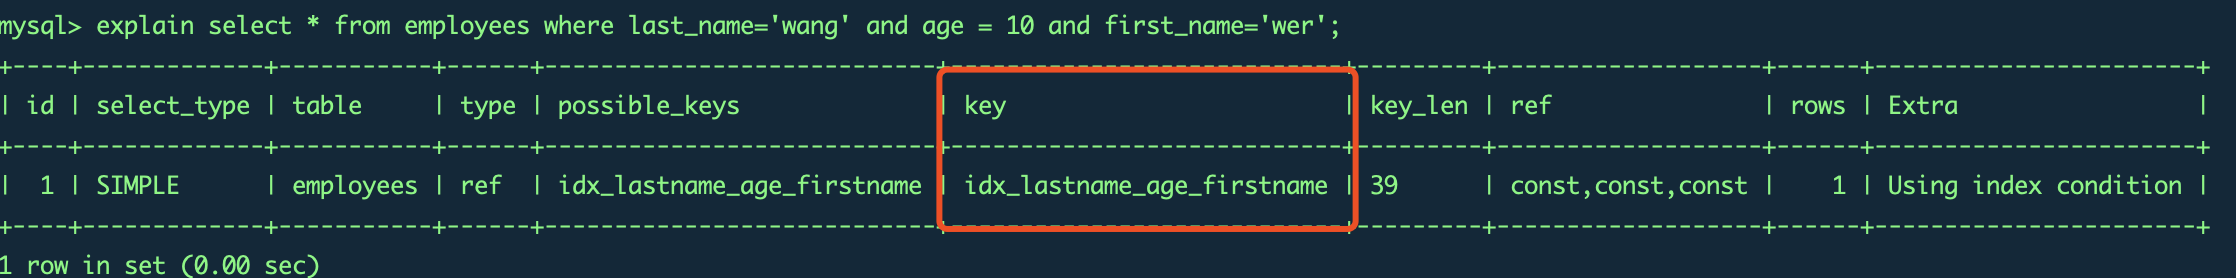 mysql> explain select * from employees where last_name='wang' and age = 10 and first_name='wer';
+----+-------------+-----------+------+----------------------------+----------------------------+---------+-------------------+------+-----------------------+
| id | select_type | table     | type | possible_keys              | key                        | key_len | ref               | rows | Extra                 |
+----+-------------+-----------+------+----------------------------+----------------------------+---------+-------------------+------+-----------------------+
|  1 | SIMPLE      | employees | ref  | idx_lastname_age_firstname | idx_lastname_age_firstname | 39      | const,const,const |    1 | Using index condition |
+----+-------------+-----------+------+----------------------------+----------------------------+---------+-------------------+------+-----------------------+
1 row in set (0.00 sec)